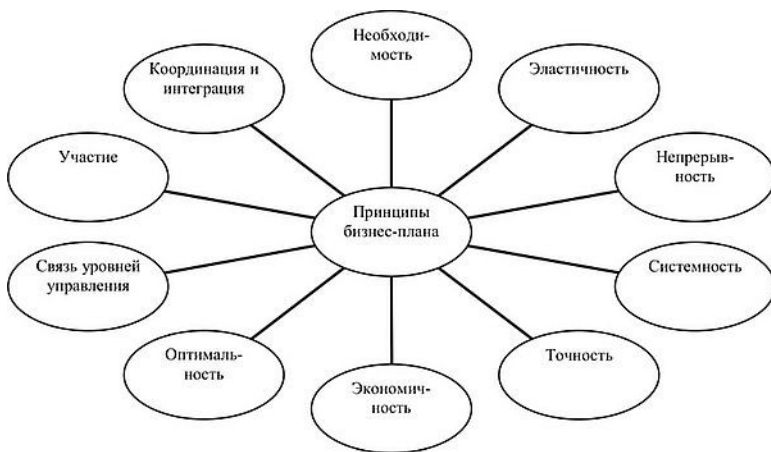 Необходи-
мость
Координация и
интеграция
Эластичность
Участие
Непрерыв-
ность
Принципы
бизнес-плана
Связь уровней
управления
Системность
Оптималь-
ность
Точность
Экономич-
ность